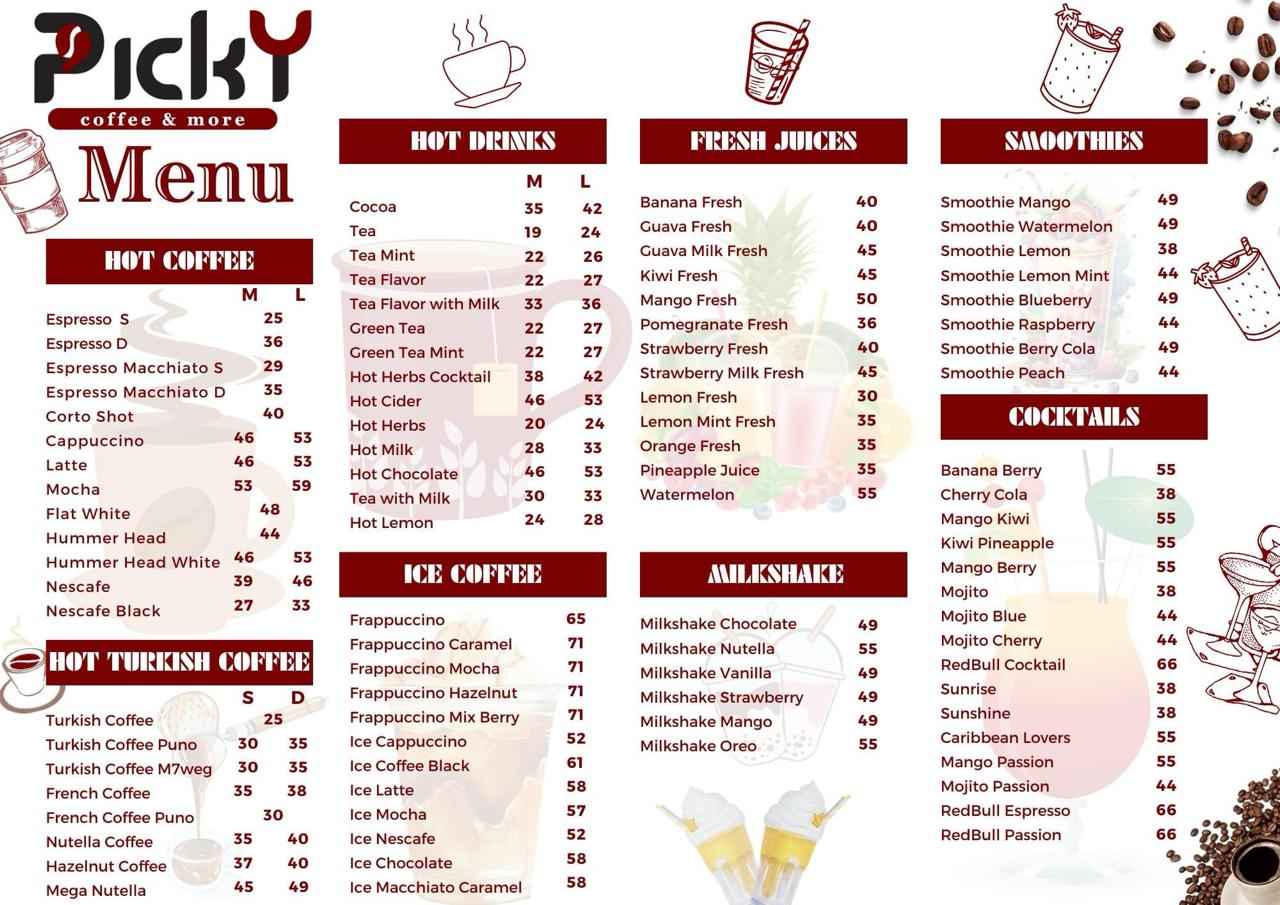 Picky
coffee & more
Menu
HOT COFFEE
M L
Espresso S 25
Espresso D 36
Espresso Macchiato S 29
Espresso Macchiato D 35
Corto Shot 40
Cappuccino 46 53
Latte 46 53
Mocha 53 59
Flat White 48
Hummer Head 44
Hummer Head White 46 53
Nescafe 39 46
Nescafe Black 27 33
HOT TURKISH COFFEE
S D
Turkish Coffee 25
Turkish Coffee Puno 30 35
Turkish Coffee M7weg 30 35
French Coffee 35 38
French Coffee Puno 30
Nutella Coffee 35 40
Hazelnut Coffee 37 40
Mega Nutella 45 49
HOT DRINKS
M L
Cocoa 35 42
Tea 19 24
Tea Mint 22 26
Tea Flavor 22 27
Tea Flavor with Milk 33 36
Green Tea 22 27
Green Tea Mint 22 27
Hot Herbs Cocktail 38 42
Hot Cider 46 53
Hot Herbs 20 24
Hot Milk 28 33
Hot Chocolate 46 53
Tea with Milk 30 33
Hot Lemon 24 28
ICE COFFEE
Frappuccino 65
Frappuccino Caramel 71
Frappuccino Mocha 71
Frappuccino Hazelnut 71
Frappuccino Mix Berry 71
Ice Cappuccino 52
Ice Coffee Black 61
Ice Latte 58
Ice Mocha 57
Ice Nescafe 52
Ice Chocolate 58
Ice Macchiato Caramel 58
FRESH JUICES
Banana Fresh 40
Guava Fresh 40
Guava Milk Fresh 45
Kiwi Fresh 45
Mango Fresh 50
Pomegranate Fresh 36
Strawberry Fresh 40
Strawberry Milk Fresh 45
Lemon Fresh 30
Lemon Mint Fresh 35
Orange Fresh 35
Pineapple Juice 35
Watermelon 55
MILKSHAKE
Milkshake Chocolate 49
Milkshake Nutella 55
Milkshake Vanilla 49
Milkshake Strawberry 49
Milkshake Mango 49
Milkshake Oreo 55
SMOOTHIES
Smoothie Mango 49
Smoothie Watermelon 49
Smoothie Lemon 38
Smoothie Lemon Mint 44
Smoothie Blueberry 49
Smoothie Raspberry 44
Smoothie Berry Cola 49
Smoothie Peach 44
COCKTAILS
Banana Berry 55
Cherry Cola 38
Mango Kiwi 55
Kiwi Pineapple 55
Mango Berry 55
Mojito 38
Mojito Blue 44
Mojito Cherry 44
RedBull Cocktail 66
Sunrise 38
Sunshine 38
Caribbean Lovers 55
Mango Passion 55
Mojito Passion 44
RedBull Espresso 66
RedBull Passion 66